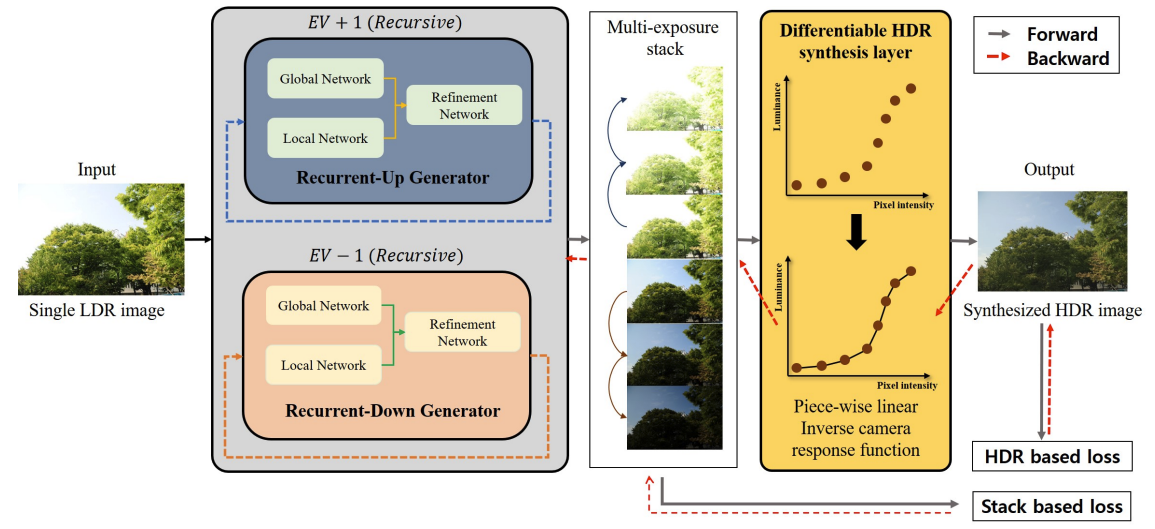 Input
Single LDR image
EV + 1 (Recursive)
Global Network
Local Network
Refinement
Network
Recurrent-Up Generator
EV − 1 (Recursive)
Global Network
Local Network
Refinement
Network
Recurrent-Down Generator
Multi-exposure
stack
Differentiable HDR
synthesis layer
Luminance
Pixel intensity
Luminance
Pixel intensity
Piece-wise linear
Inverse camera
response function
Forward
Backward
Output
Synthesized HDR image
HDR based loss
Stack based loss